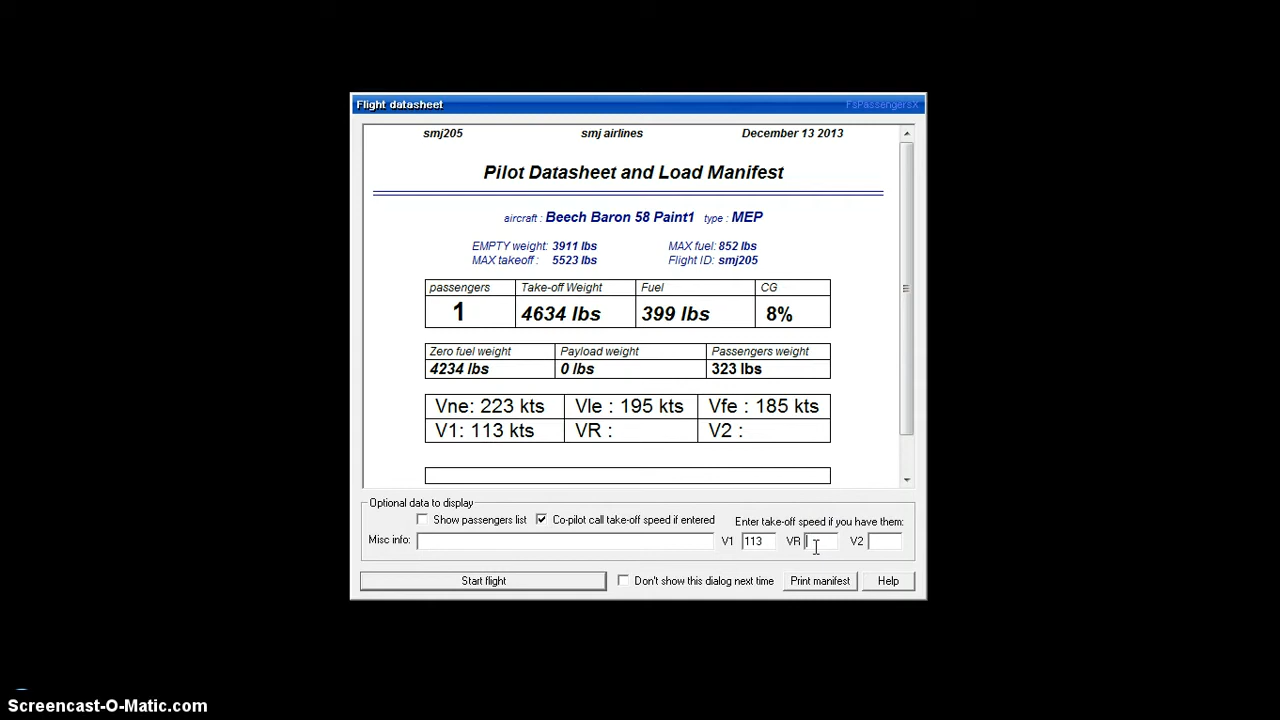 Flight datasheet FsPassengersX
smj205 smj airlines December 13 2013
Pilot Datasheet and Load Manifest
aircraft : Beech Baron 58 Paint1 type : MEP
EMPTY weight: 3911 lbs MAX fuel: 852 lbs
MAX takeoff : 5523 lbs Flight ID: smj205
passengers Take-off Weight Fuel CG
1 4634 lbs 399 lbs 8%
Zero fuel weight Payload weight Passengers weight
4234 lbs 0 lbs 323 lbs
Vne: 223 kts Vle : 195 kts Vfe : 185 kts
V1: 113 kts VR : V2 :
Optional data to display
Show passengers list Co-pilot call take-off speed if entered Enter take-off speed if you have them:
Misc info: V1 113 VR V2
Start flight Don't show this dialog next time Print manifest Help
Screencast-O-Matic.com